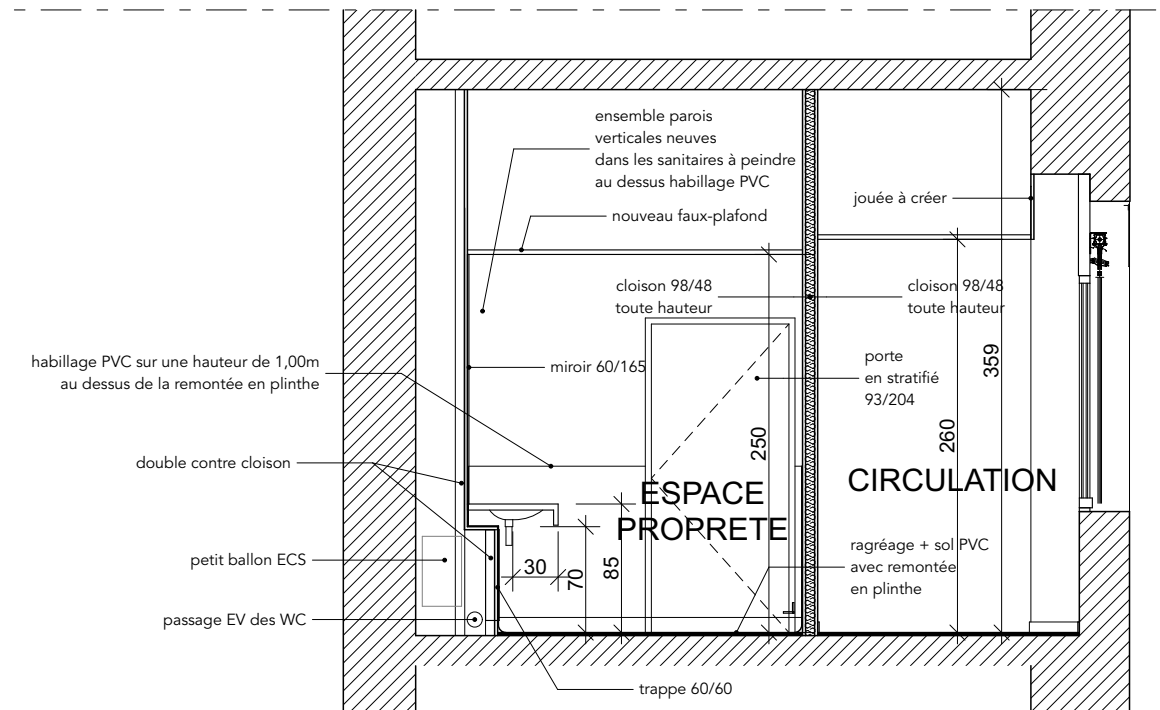 ensemble parois
verticales neuves
dans les sanitaires à peindre
au dessus habillage PVC
nouveau faux-plafond
jouée à créer
cloison 98/48
toute hauteur
cloison 98/48
toute hauteur
habillage PVC sur une hauteur de 1,00m
au dessus de la remontée en plinthe
miroir 60/165
porte
en stratifié
93/204
359
250
260
double contre cloison
ESPACE
PROPRETE
CIRCULATION
petit ballon ECS
30
70
85
ragréage + sol PVC
avec remontée
en plinthe
passage EV des WC
trappe 60/60